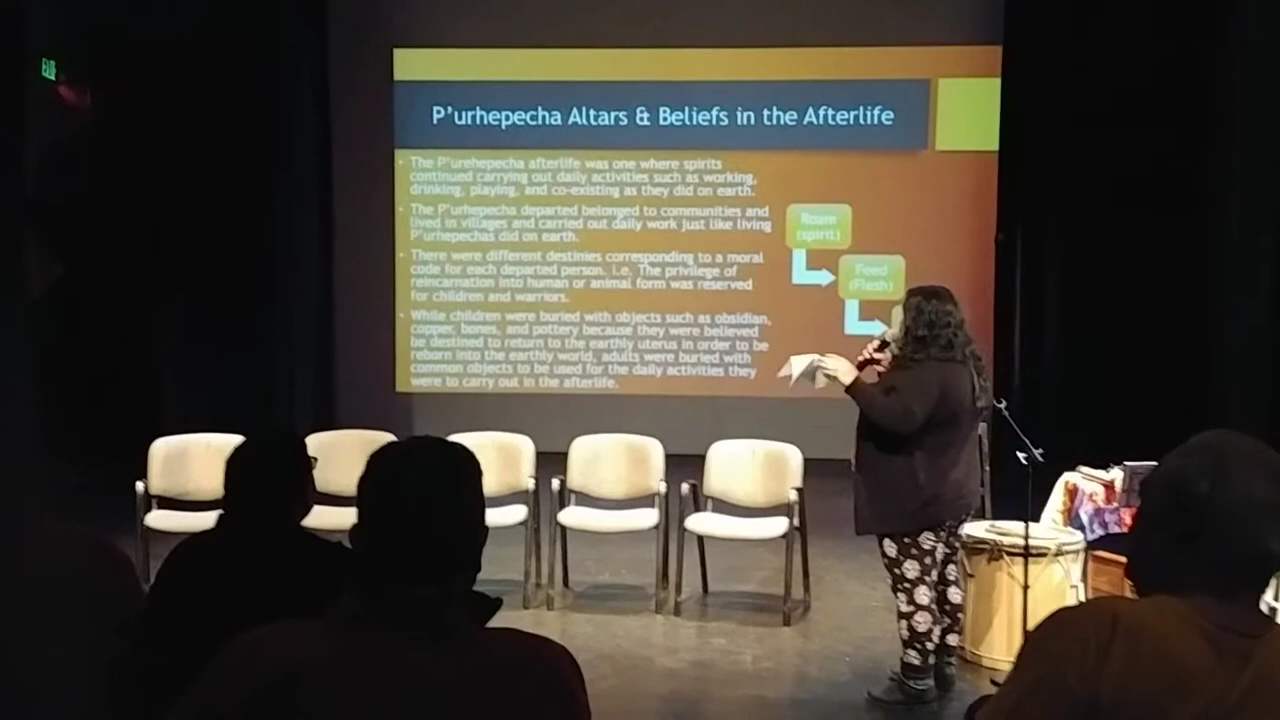 EXIT
P'urhepecha Altars & Beliefs in the Afterlife
• The P'urehepecha afterlife was one where spirits
continued carrying out daily activities such as working,
drinking, playing, and co-existing as they did on earth.
• The P'urhepecha departed belonged to communities and
lived in villages and carried out daily work just like living
P'urhepechas did on earth.
• There were different destinies corresponding to a moral
code for each departed person. i.e. The privilege of
reincarnation into human or animal form was reserved
for children and warriors.
• While children were buried with objects such as obsidian,
copper, bones, and pottery because they were believed
be destined to return to the earthly uterus in order to be
reborn into the earthly world, adults were buried with
common objects to be used for the daily activities they
were to carry out in the afterlife.
Roam
(spirit)
Feed
(Flesh)